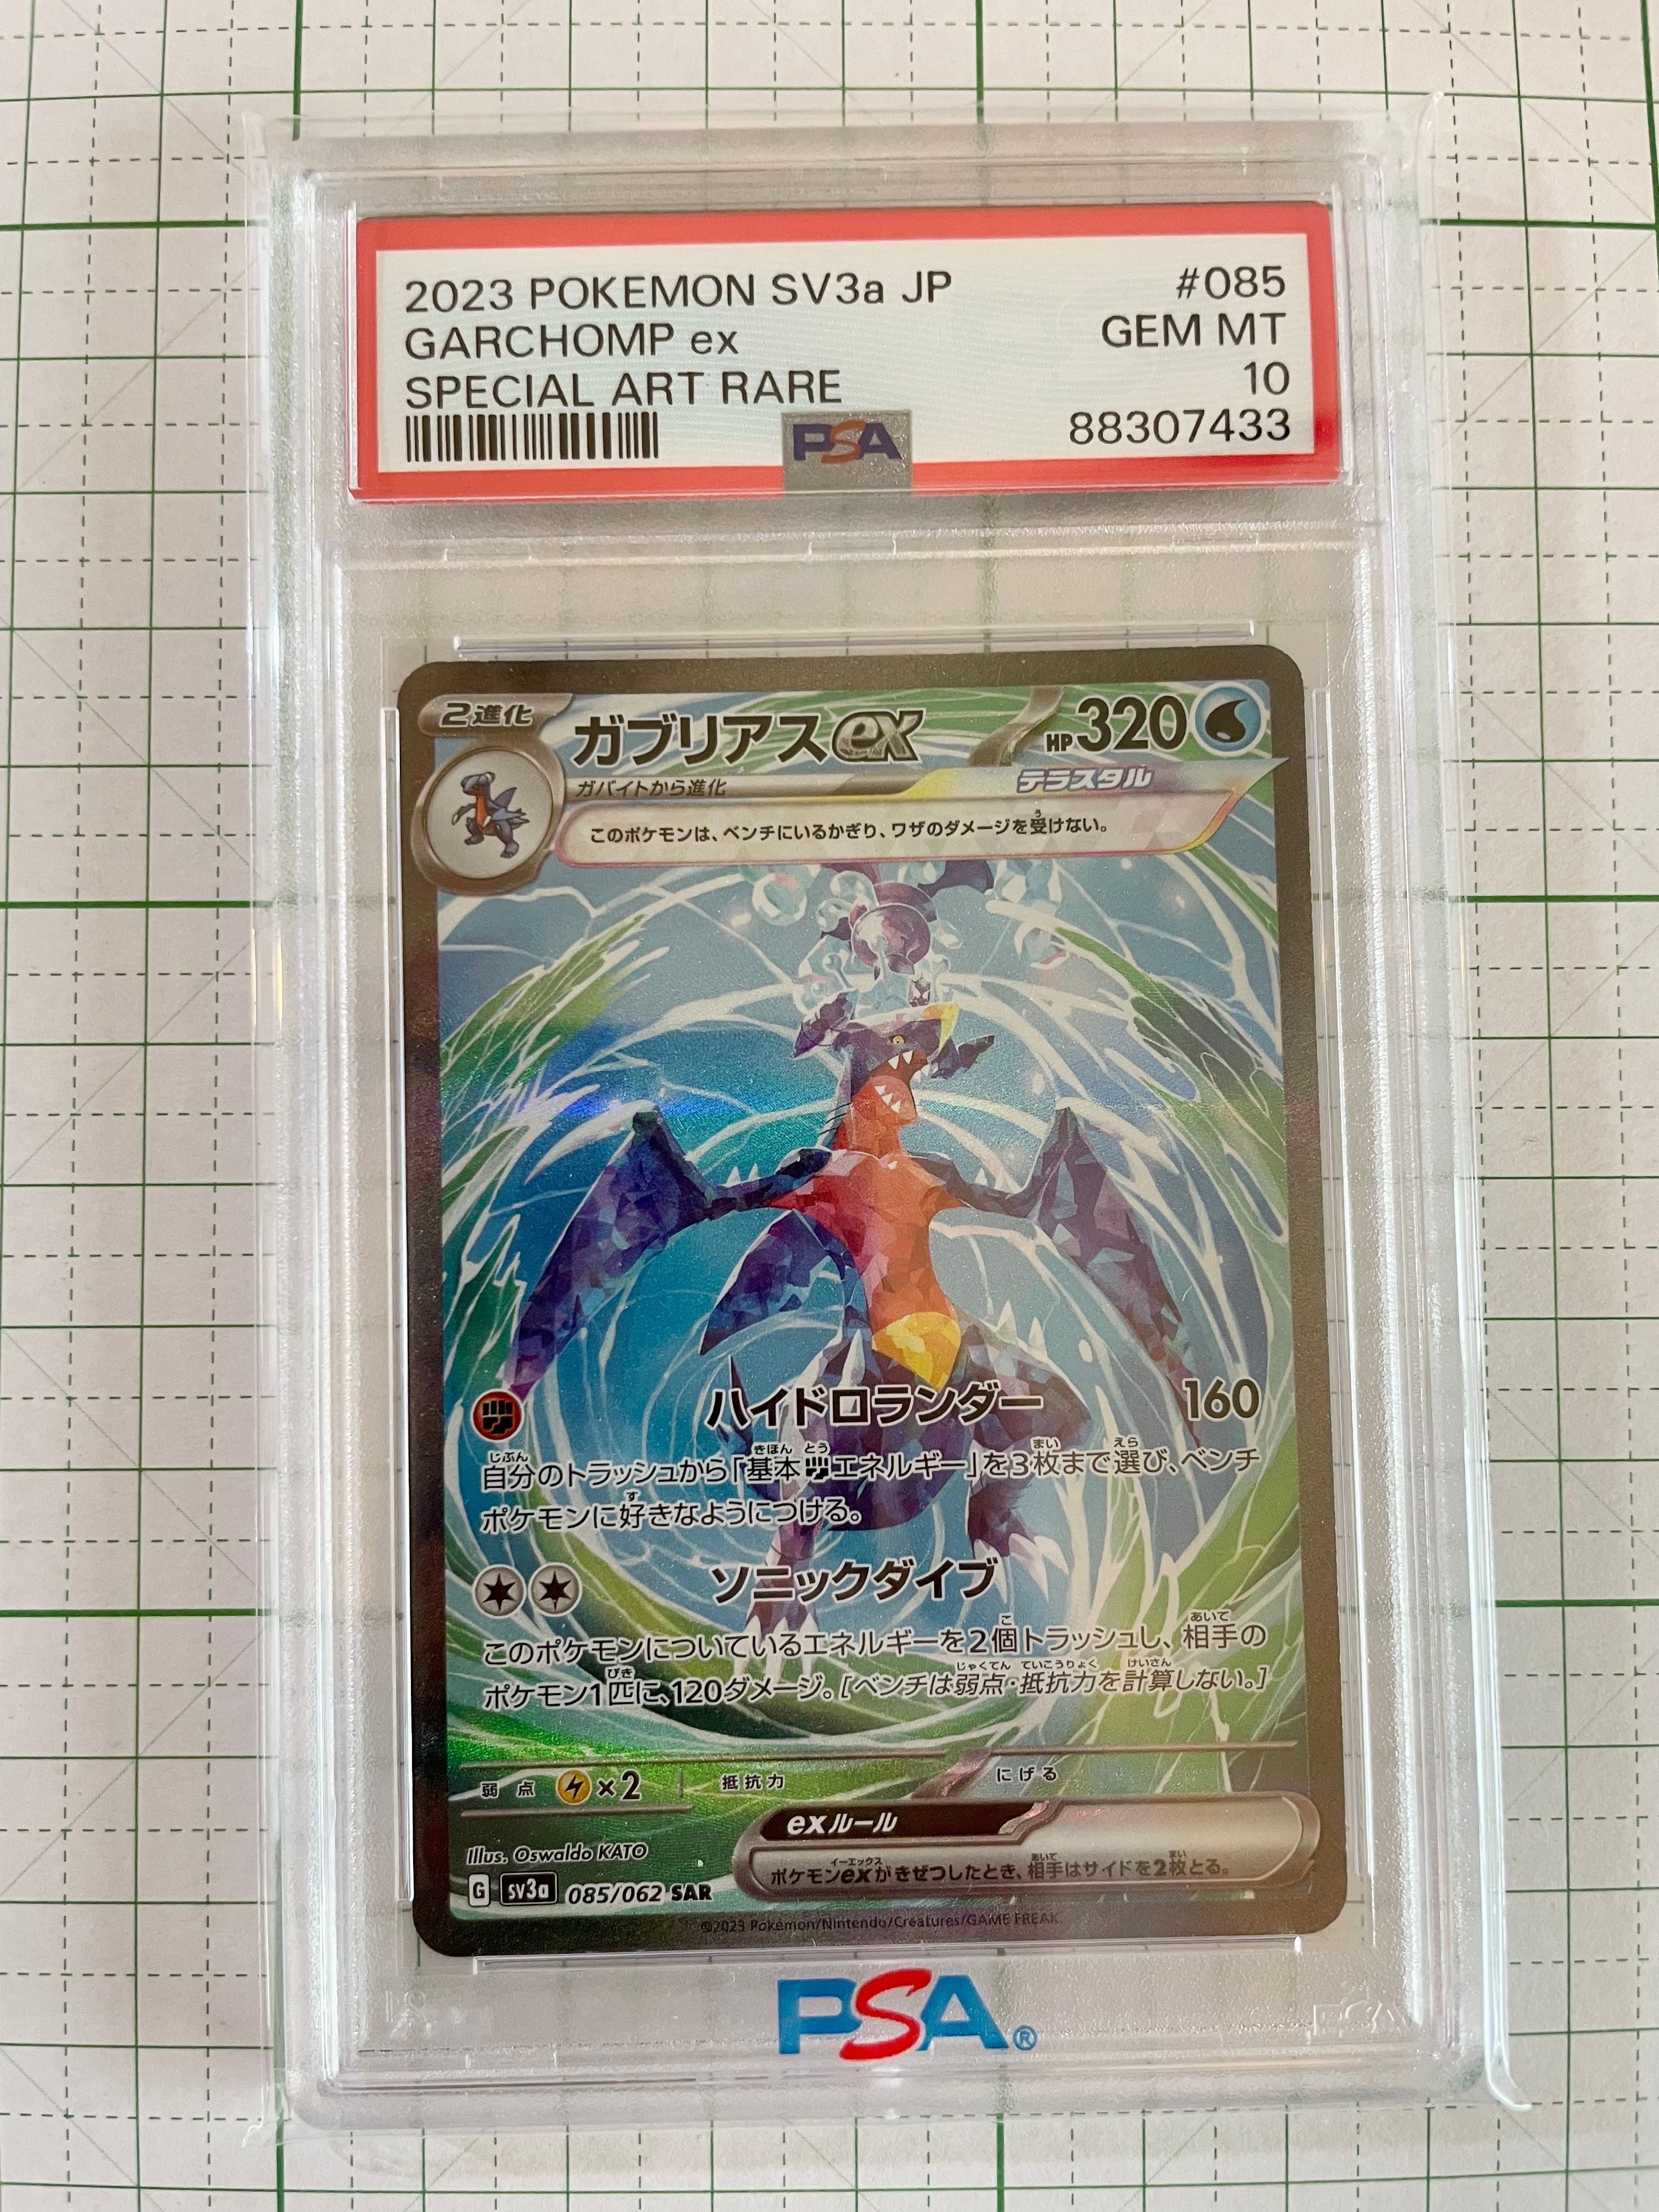 2023 POKEMON SV3a JP #085
GARCHOMP ex GEM MT
SPECIAL ART RARE 10
PSA 88307433
2進化 ガブリアスex HP320
ガバイトから進化 テラスタル
このポケモンは、ベンチにいるかぎり、ワザのダメージを受けない。
ハイドロランダー 160
自分のトラッシュから「基本エネルギー」を3枚まで選び、ベンチ
ポケモンに好きなようにつける。
ソニックダイブ
このポケモンについているエネルギーを2個トラッシュし、相手の
ポケモン1匹に、120ダメージ。[ベンチは弱点・抵抗力を計算しない。]
弱点 ×2 抵抗力 にげる
exルール
ポケモンexがきぜつしたとき、相手はサイドを2枚とる。
Illus. Oswaldo KATO
G SV3a 085/062 SAR
©2023 Pokémon/Nintendo/Creatures/GAME FREAK
PSA®
PSA